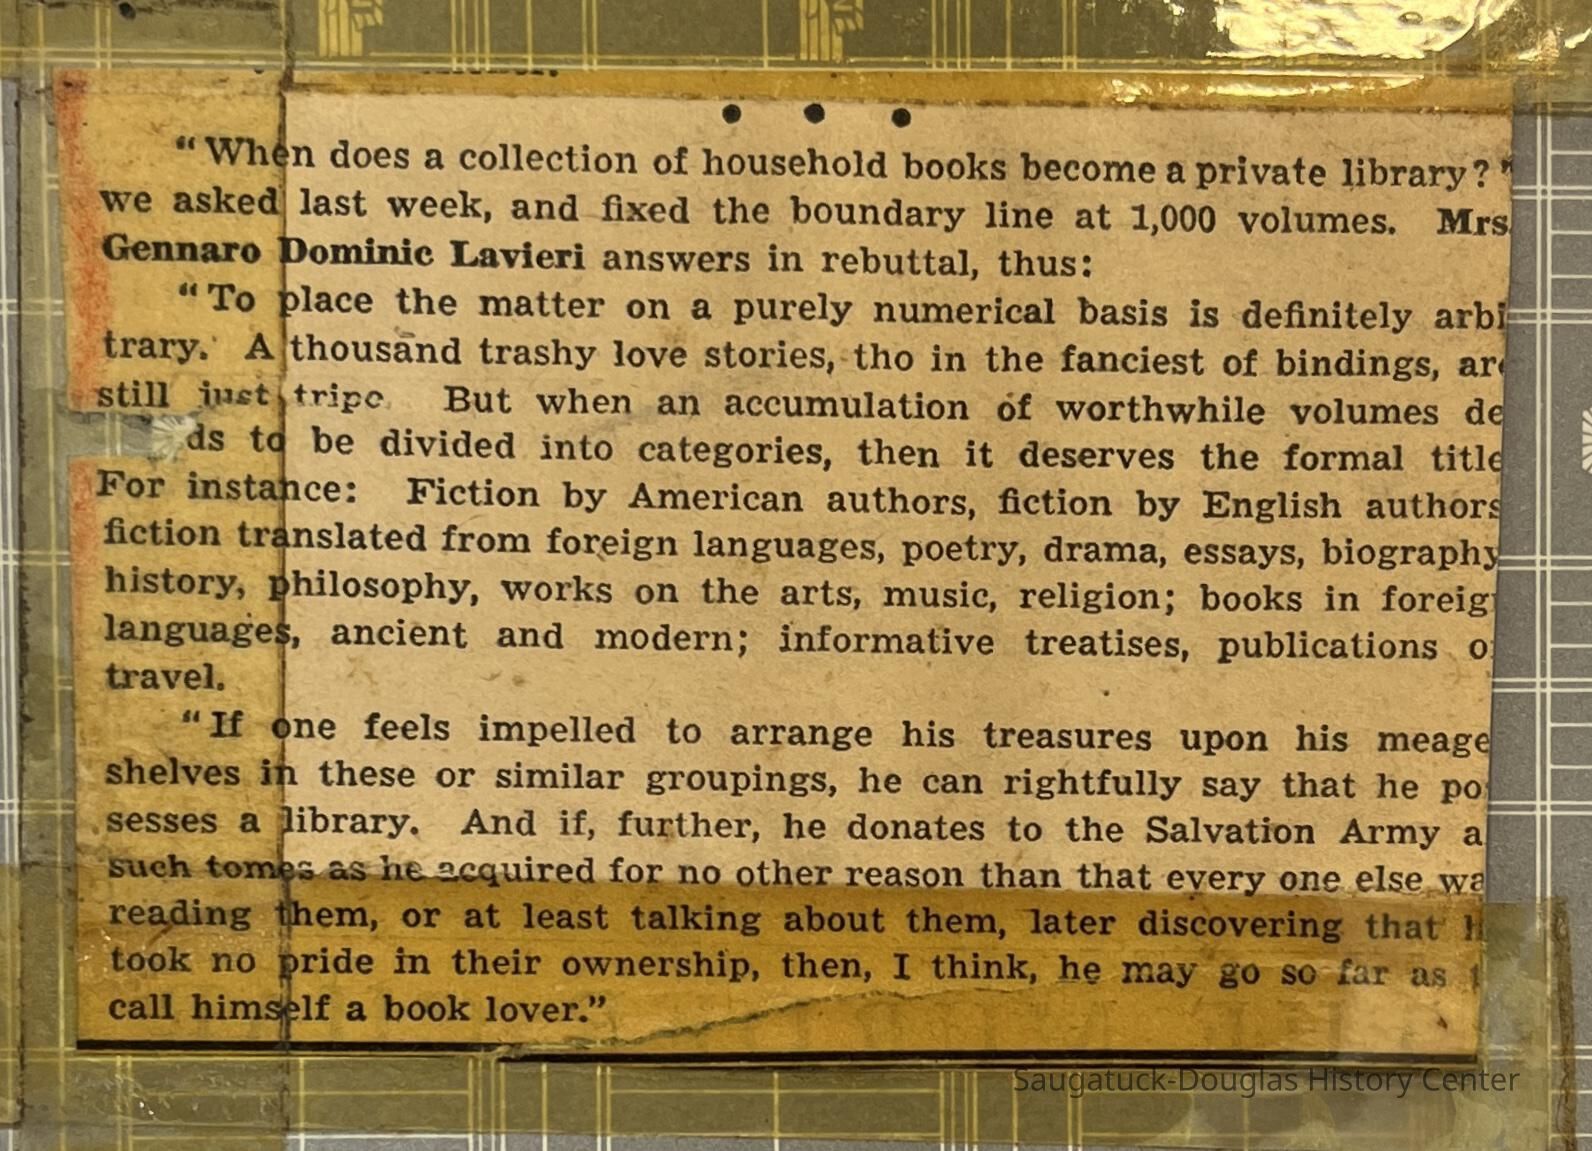 • • •
"When does a collection of household books become a private library?"
we asked last week, and fixed the boundary line at 1,000 volumes. Mrs.
Gennaro Dominic Lavieri answers in rebuttal, thus:
"To place the matter on a purely numerical basis is definitely arbi
trary. A thousand trashy love stories, tho in the fanciest of bindings, are
still just tripe. But when an accumulation of worthwhile volumes de
ds to be divided into categories, then it deserves the formal title
For instance: Fiction by American authors, fiction by English authors
fiction translated from foreign languages, poetry, drama, essays, biography
history, philosophy, works on the arts, music, religion; books in foreig
languages, ancient and modern; informative treatises, publications o
travel.
"If one feels impelled to arrange his treasures upon his meage
shelves in these or similar groupings, he can rightfully say that he po
sesses a library. And if, further, he donates to the Salvation Army a
such tomes as he acquired for no other reason than that every one else wa
reading them, or at least talking about them, later discovering that h
took no pride in their ownership, then, I think, he may go so far as t
call himself a book lover."
Saugatuck-Douglas History Center